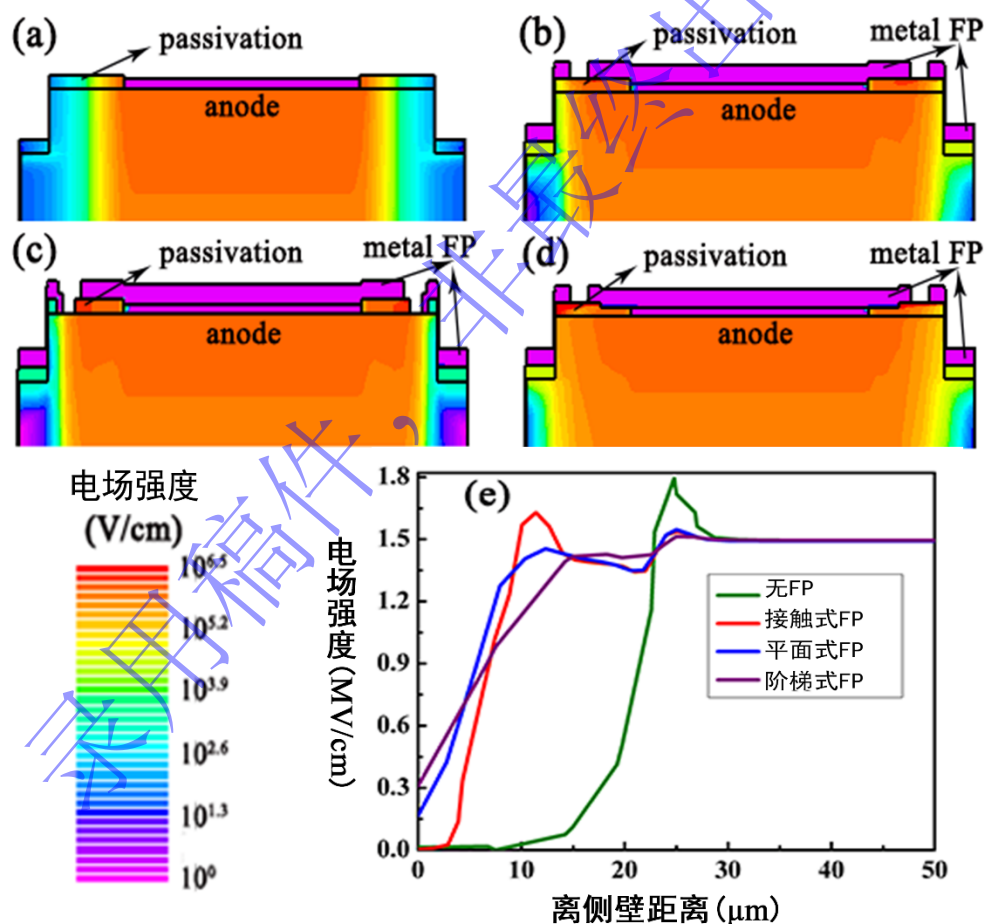 (a)
passivation
anode
(b)
passivation
metal FP
anode
(c)
passivation
metal FP
anode
(d)
passivation
metal FP
anode
电场强度
(V/cm)
10^6.5
10^5.2
10^3.9
10^2.6
10^1.3
10^0
(e)
电场强度(MV/cm)
1.8
1.5
1.2
0.9
0.6
0.3
0.0
无FP
接触式FP
平面式FP
阶梯式FP
0 10 20 30 40 50
离侧壁距离(μm)
录用稿件，非最终出